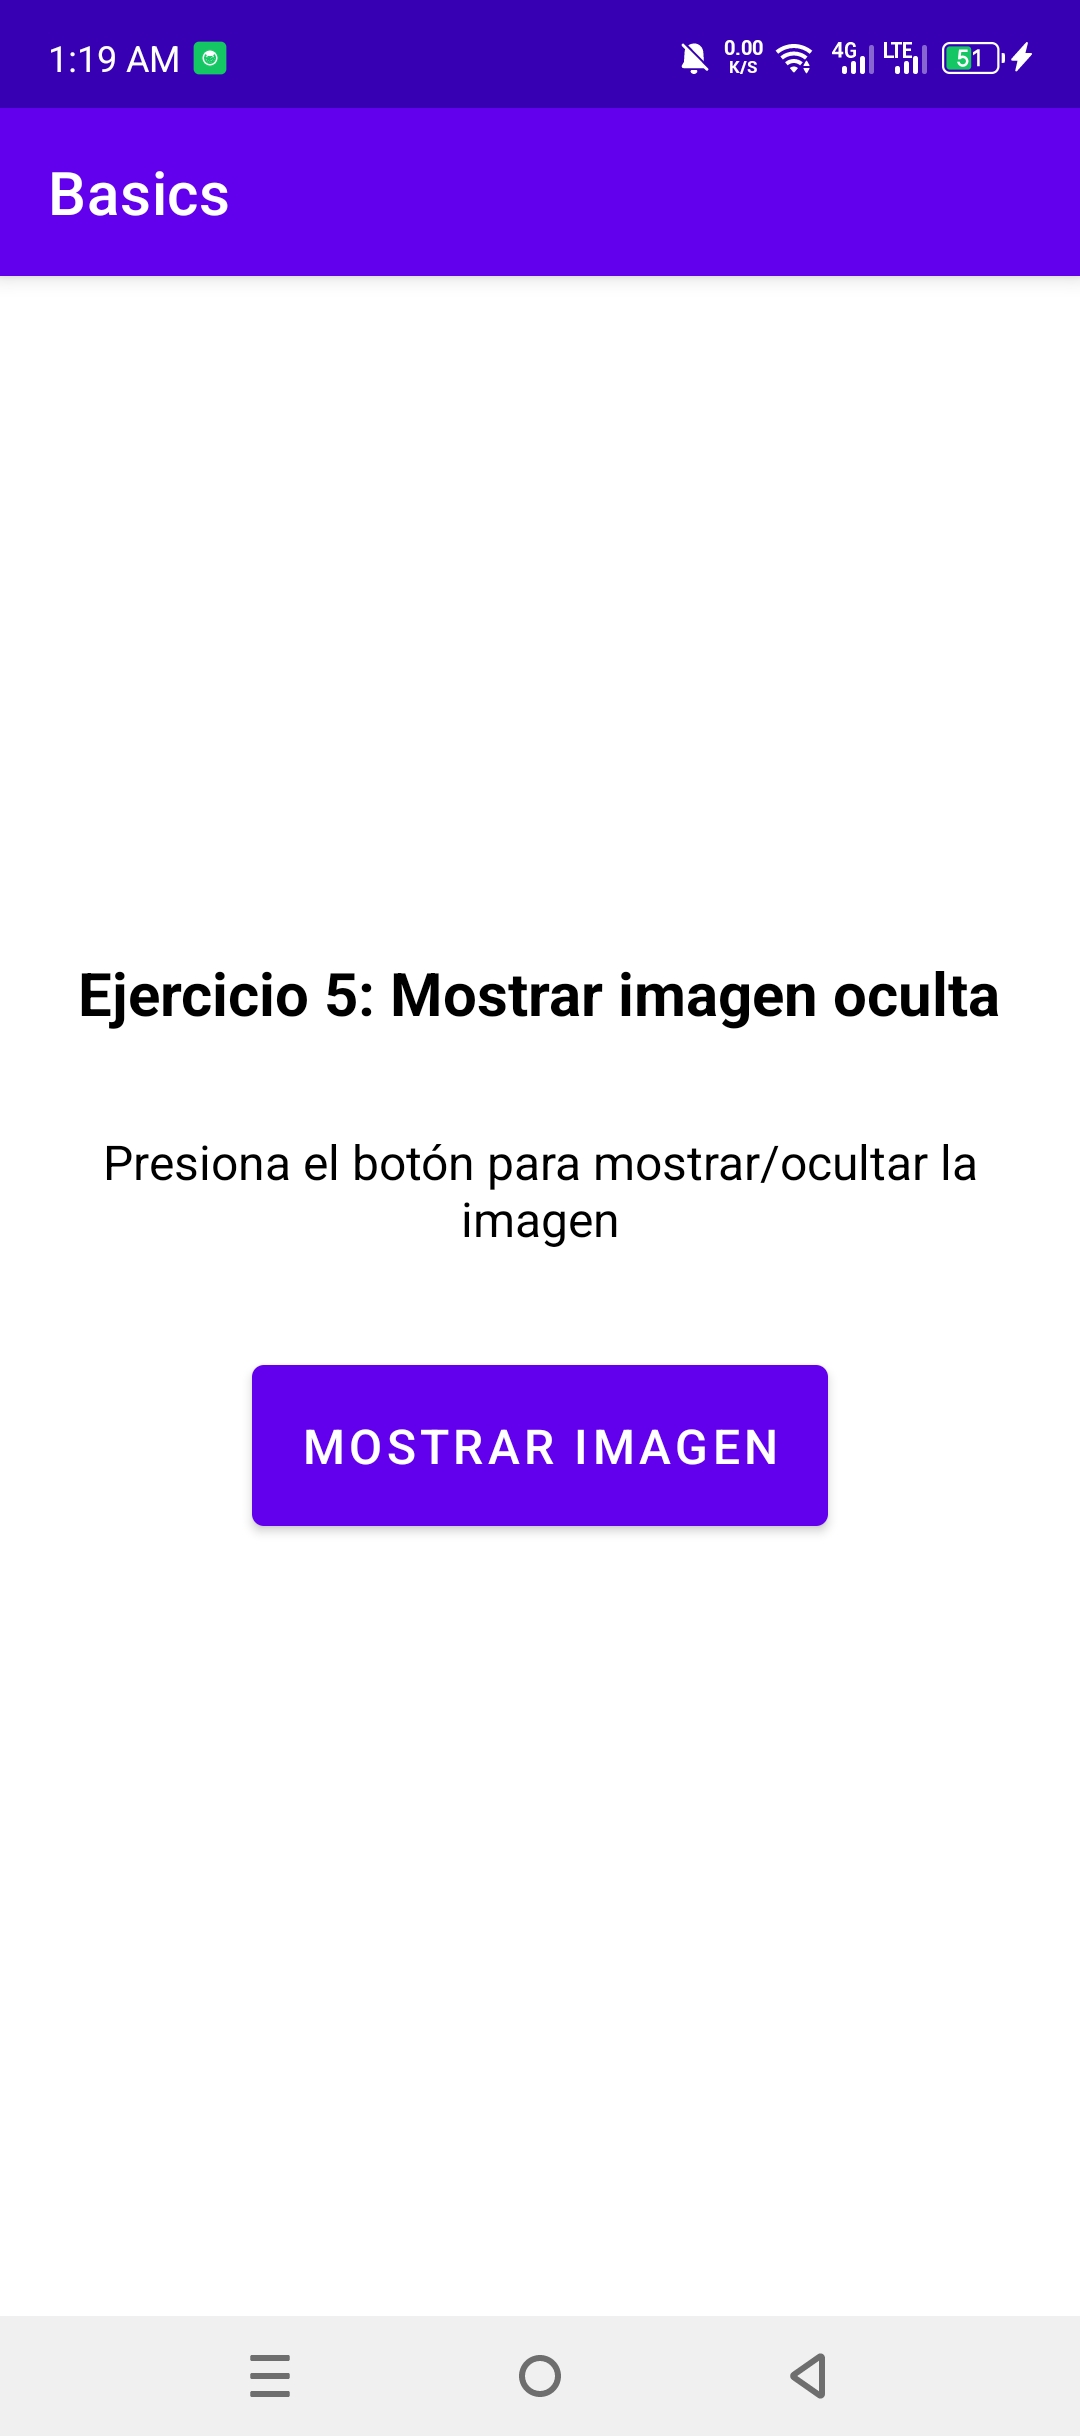 1:19 AM
0.00
K/S
4G
LTE
51
Basics
Ejercicio 5: Mostrar imagen oculta
Presiona el botón para mostrar/ocultar la
imagen
MOSTRAR IMAGEN